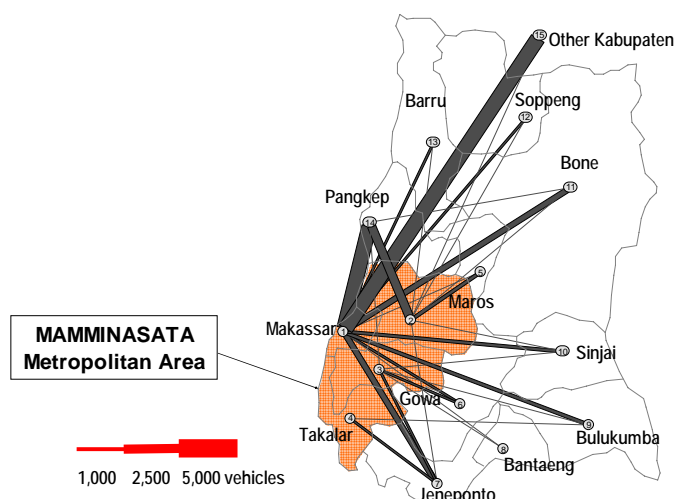 15
Other Kabupaten
Barru
Soppeng
12
13
Bone
11
Pangkep
14
5
Maros
2
Makassar
1
MAMMINASATA
Metropolitan Area
10
Sinjai
3
Gowa
6
4
Takalar
9
Bulukumba
8
Bantaeng
1,000 2,500 5,000 vehicles
7
Jeneponto